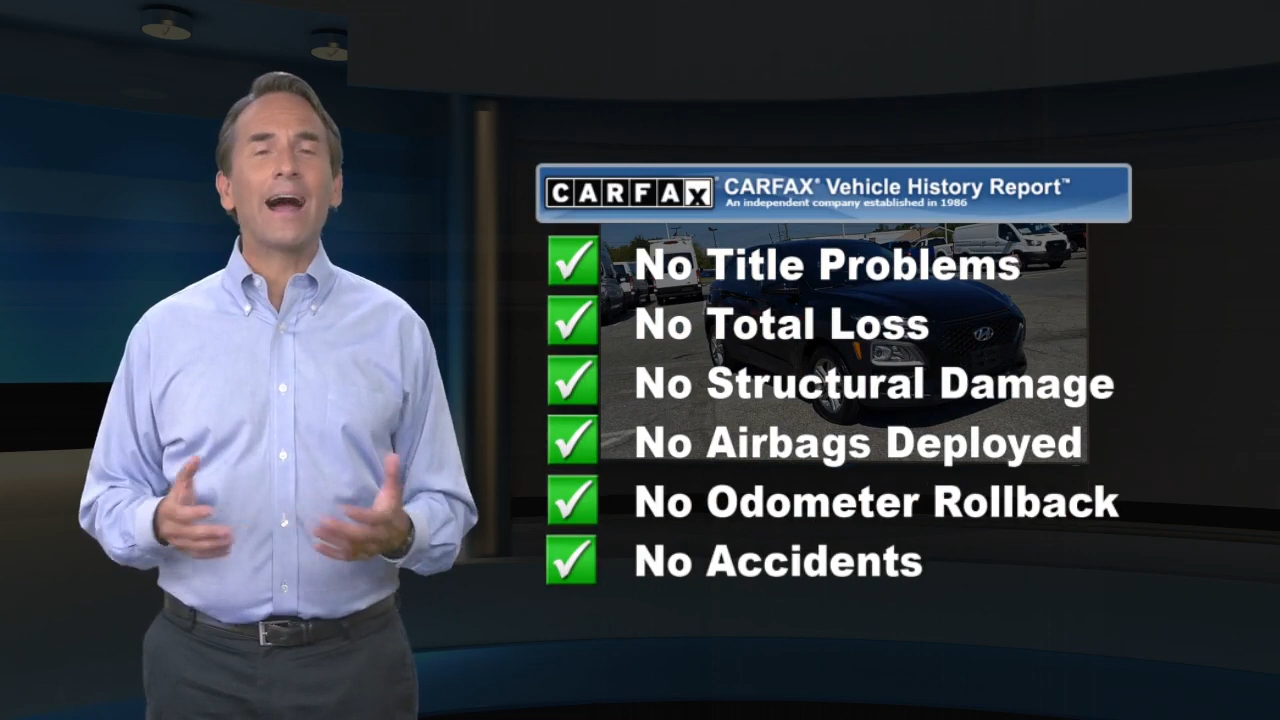 CARFAX CARFAX® Vehicle History Report™
An independent company established in 1986
No Title Problems
No Total Loss
No Structural Damage
No Airbags Deployed
No Odometer Rollback
No Accidents